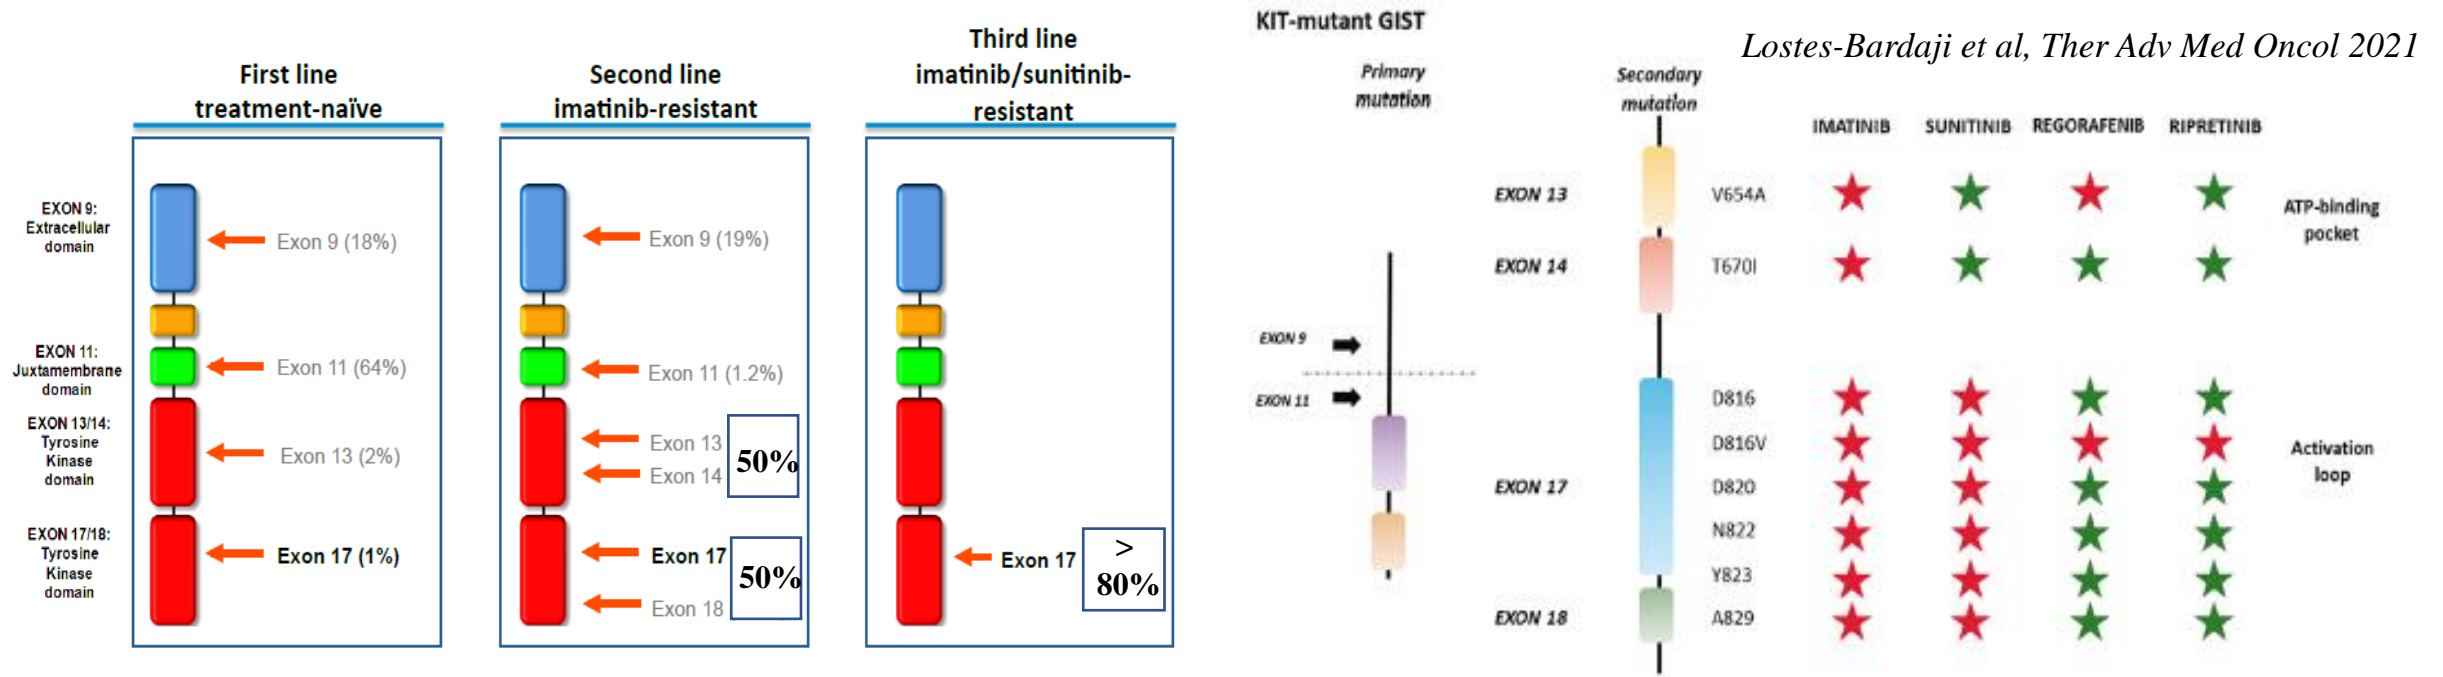 First line
treatment-naïve
EXON 9:
Extracellular
domain
EXON 11:
Juxtamembrane
domain
EXON 13/14:
Tyrosine
Kinase
domain
EXON 17/18:
Tyrosine
Kinase
domain
Exon 9 (18%)
Exon 11 (64%)
Exon 13 (2%)
Exon 17 (1%)
Second line
imatinib-resistant
Exon 9 (19%)
Exon 11 (1.2%)
Exon 13
Exon 14
50%
Exon 17
Exon 18
50%
Third line
imatinib/sunitinib-
resistant
Exon 17
>
80%
KIT-mutant GIST
Lostes-Bardaji et al, Ther Adv Med Oncol 2021
Primary
mutation
EXON 9
EXON 11
Secondary
mutation
IMATINIB SUNITINIB REGORAFENIB RIPRETINIB
EXON 13 V654A
EXON 14 T670I
ATP-binding
pocket
D816
D816V
EXON 17 D820
N822
Y823
EXON 18 A829
Activation
loop